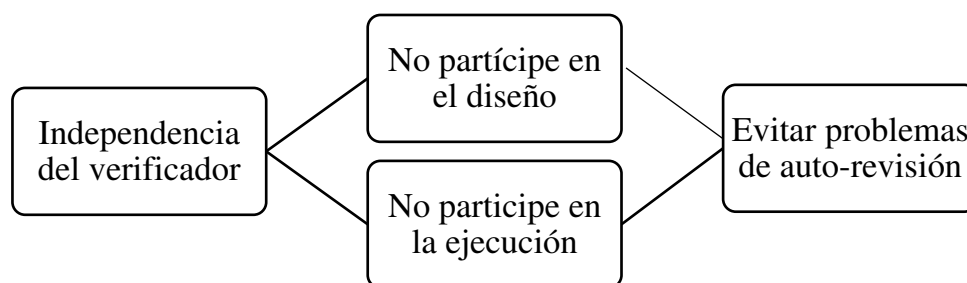 Independencia
del verificador
No partícipe en
el diseño
No participe en
la ejecución
Evitar problemas
de auto-revisión